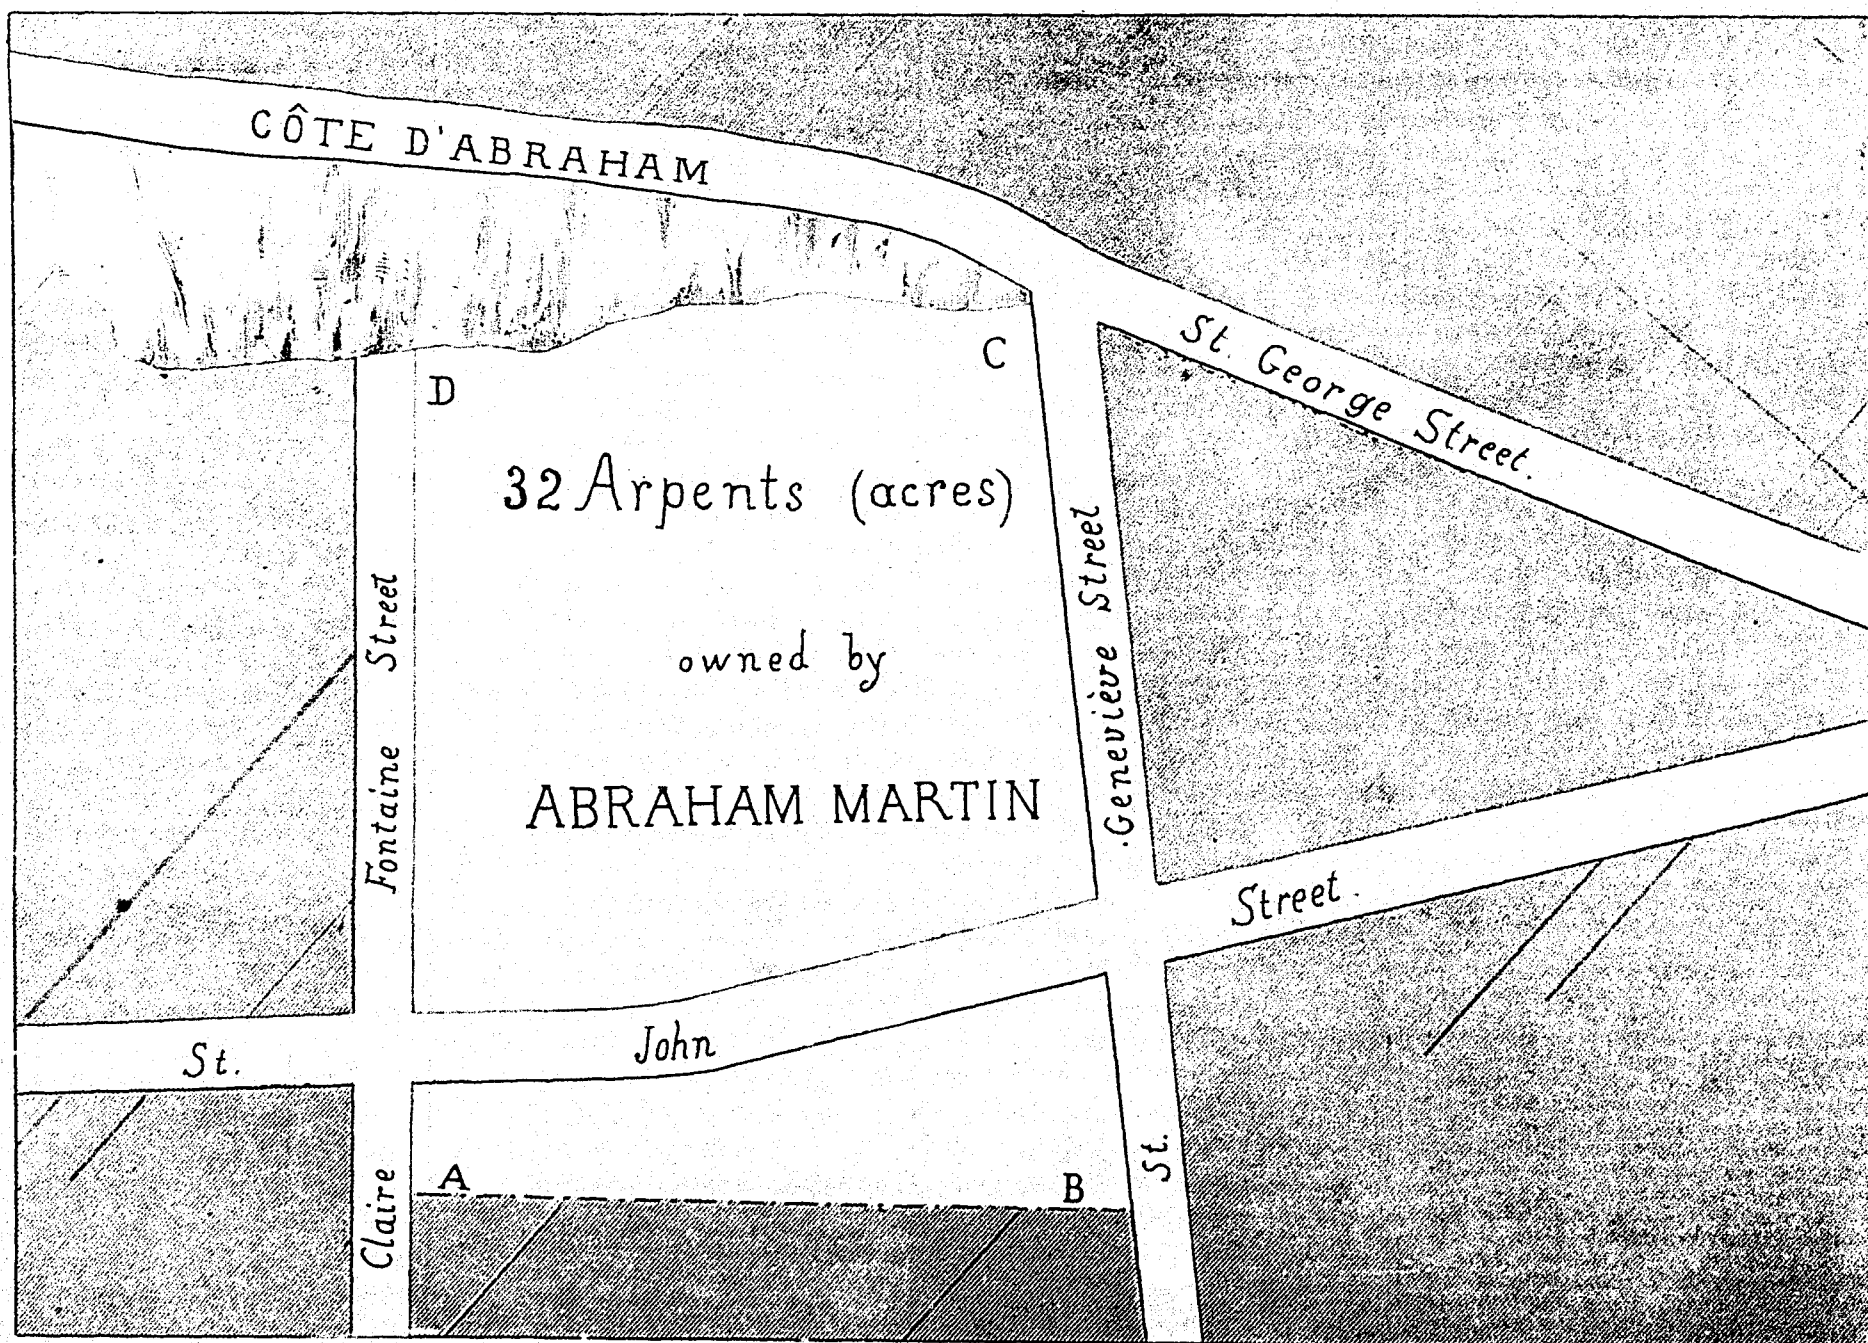 CÔTE D'ABRAHAM
St. George Street.
C
D
32 Arpents (acres)
owned by
ABRAHAM MARTIN
Claire Fontaine Street
St. Geneviève Street
St. John Street.
A
B